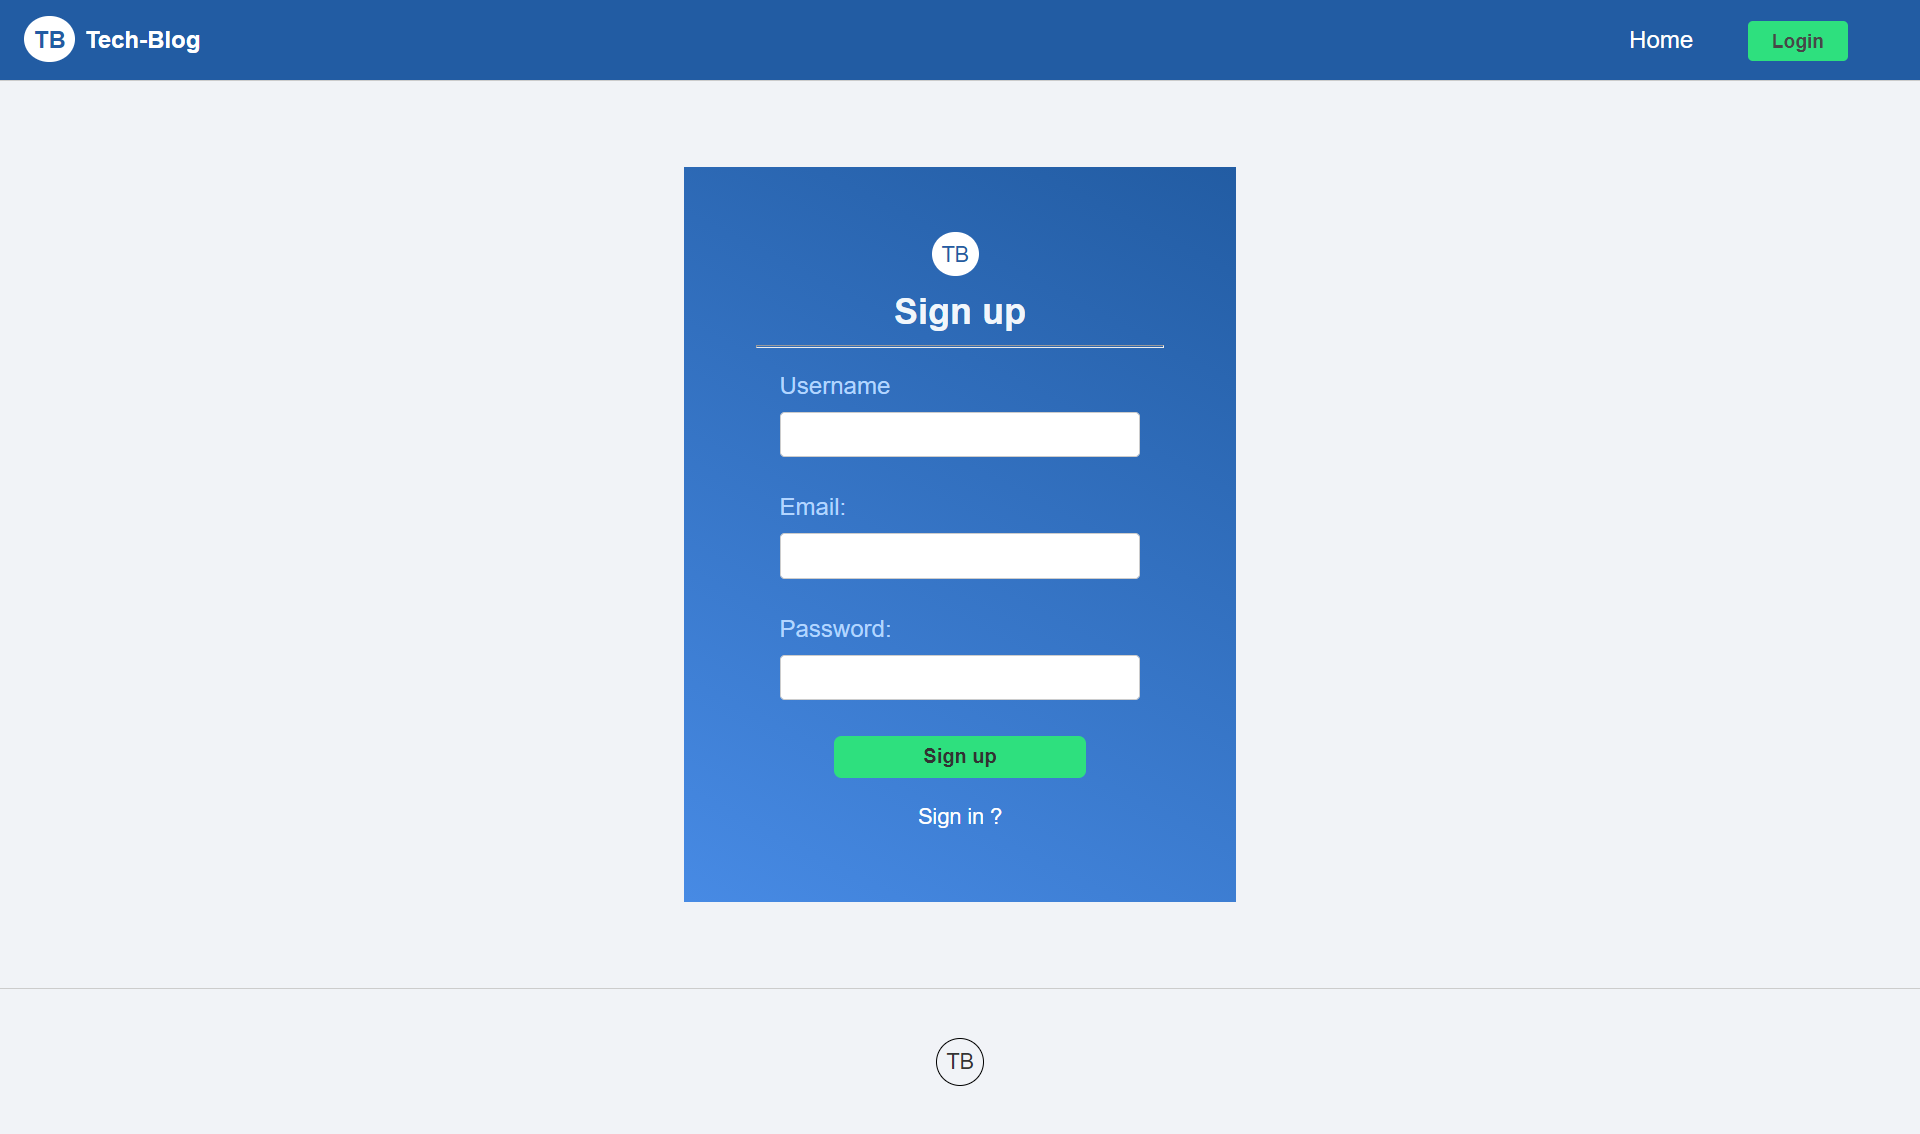 TB Tech-Blog Home Login
TB
Sign up
Username
Email:
Password:
Sign up
Sign in ?
TB